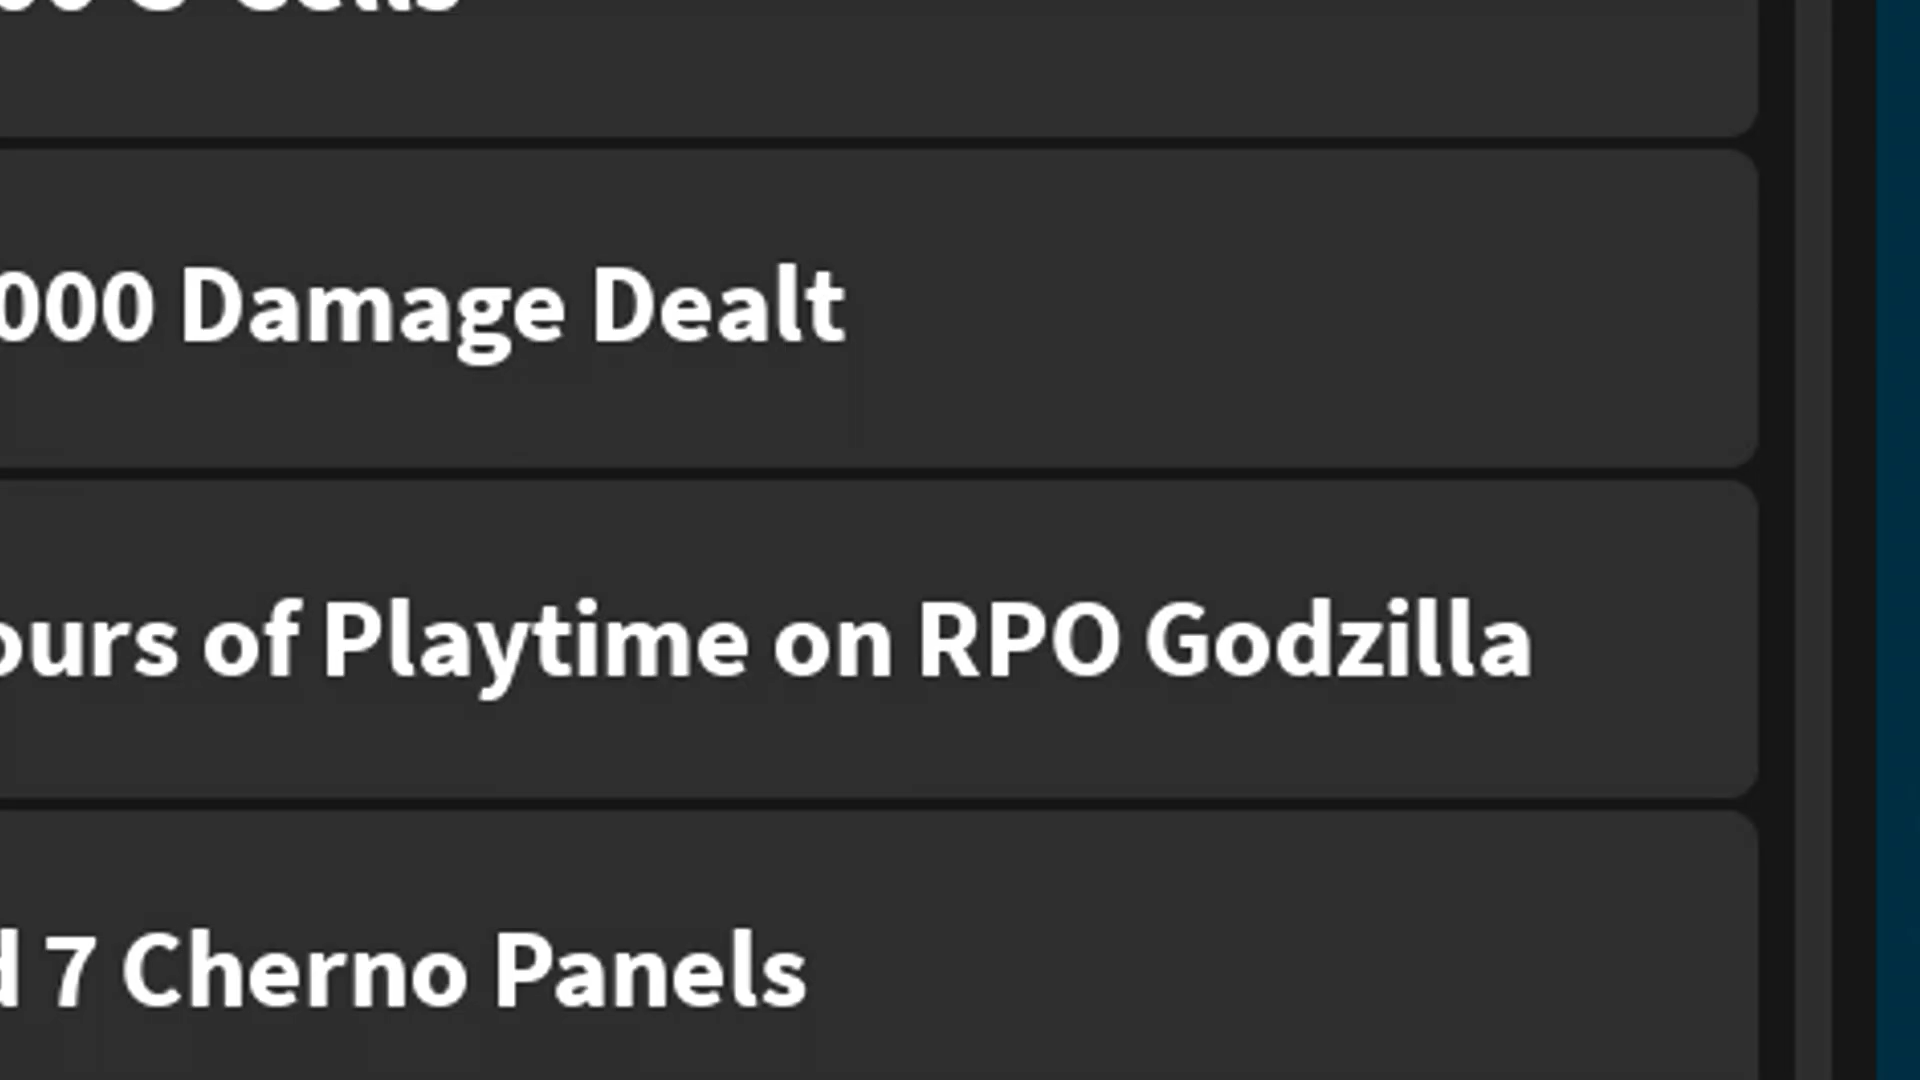 000 Damage Dealt
ours of Playtime on RPO Godzilla
d 7 Cherno Panels